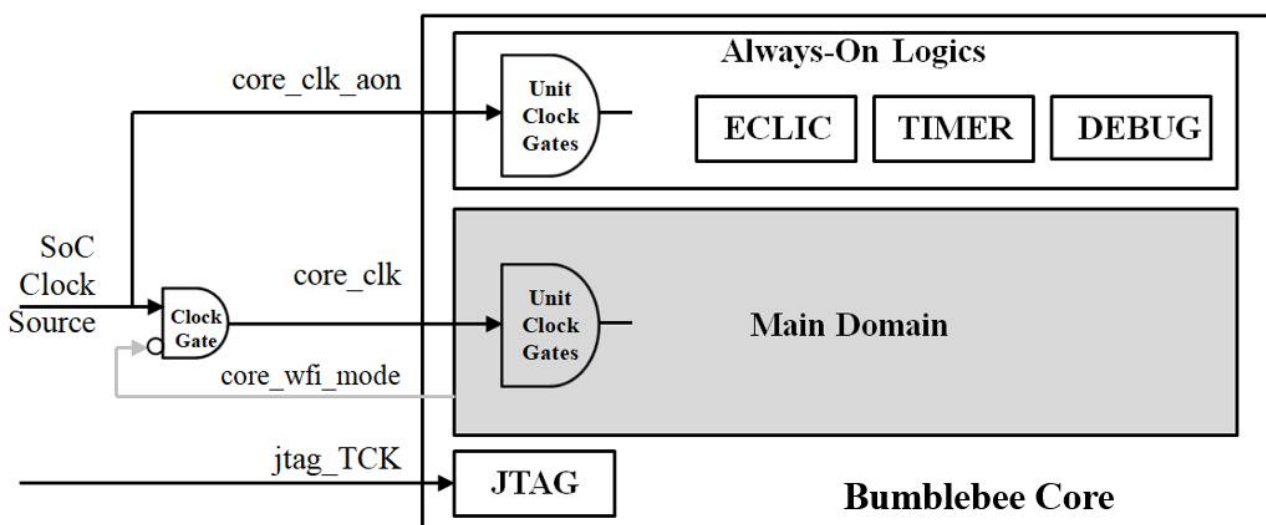 Always-On Logics
core_clk_aon
Unit
Clock
Gates
ECLIC
TIMER
DEBUG
SoC
Clock
Source
Clock
Gate
core_clk
Unit
Clock
Gates
Main Domain
core_wfi_mode
jtag_TCK
JTAG
Bumblebee Core